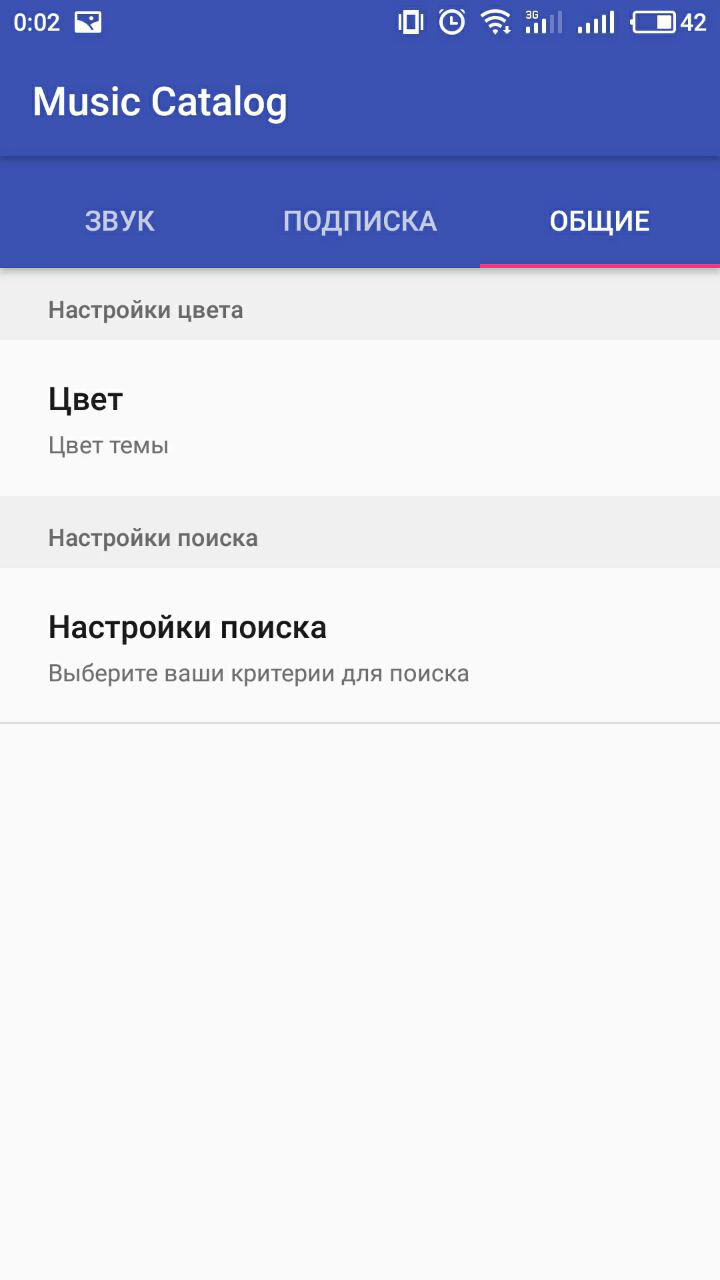 0:02 3G 42
Music Catalog
ЗВУК ПОДПИСКА ОБЩИЕ
Настройки цвета
Цвет
Цвет темы
Настройки поиска
Настройки поиска
Выберите ваши критерии для поиска